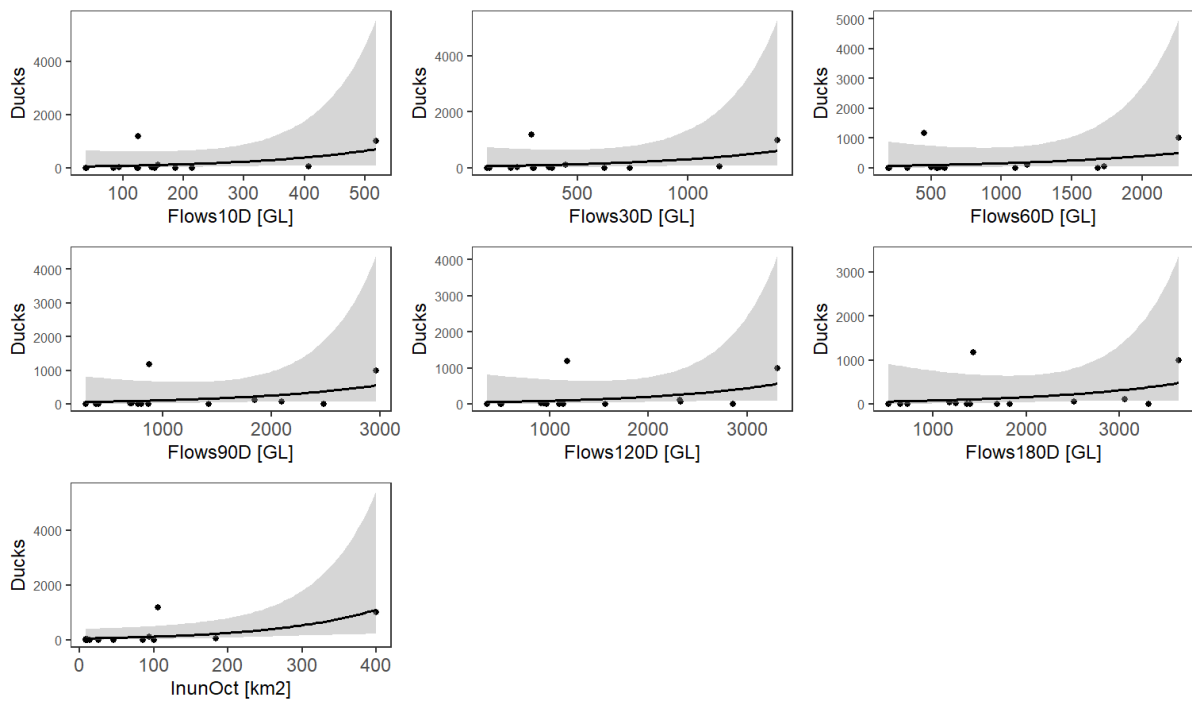 Ducks
4000
2000
0
100 200 300 400 500
Flows10D [GL]
Ducks
4000
2000
0
500 1000
Flows30D [GL]
Ducks
5000
4000
3000
2000
1000
0
500 1000 1500 2000
Flows60D [GL]
Ducks
4000
3000
2000
1000
0
1000 2000 3000
Flows90D [GL]
Ducks
4000
3000
2000
1000
0
1000 2000 3000
Flows120D [GL]
Ducks
3000
2000
1000
0
1000 2000 3000
Flows180D [GL]
Ducks
4000
2000
0
0 100 200 300 400
InunOct [km2]